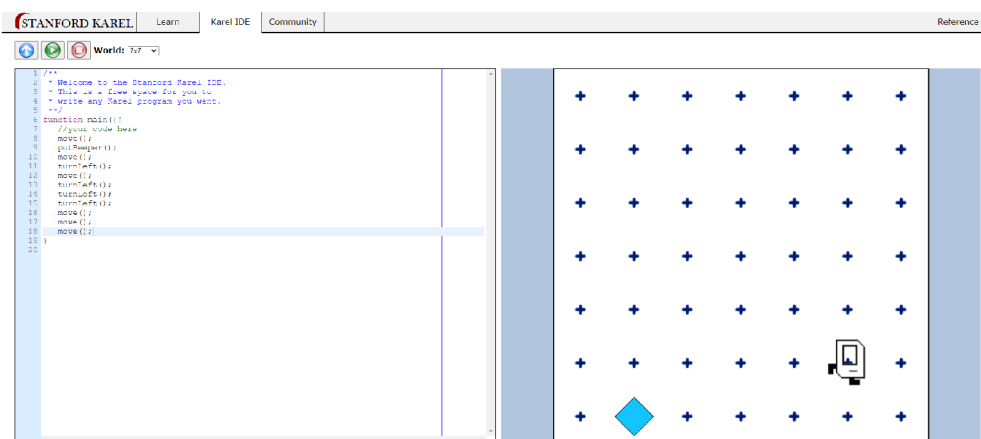 STANFORD KAREL Learn Karel IDE Community Reference
World: 7x7
1 /**
2 * Welcome to the Stanford Karel IDE.
3 * This is a free space for you to
4 * write any Karel program you want.
5 **/
6 function main(){
7 //your code here
8 move();
9 putBeeper();
10 move();
11 turnLeft();
12 move();
13 turnLeft();
14 turnLeft();
15 turnLeft();
16 move();
17 move();
18 move();
19 }
20